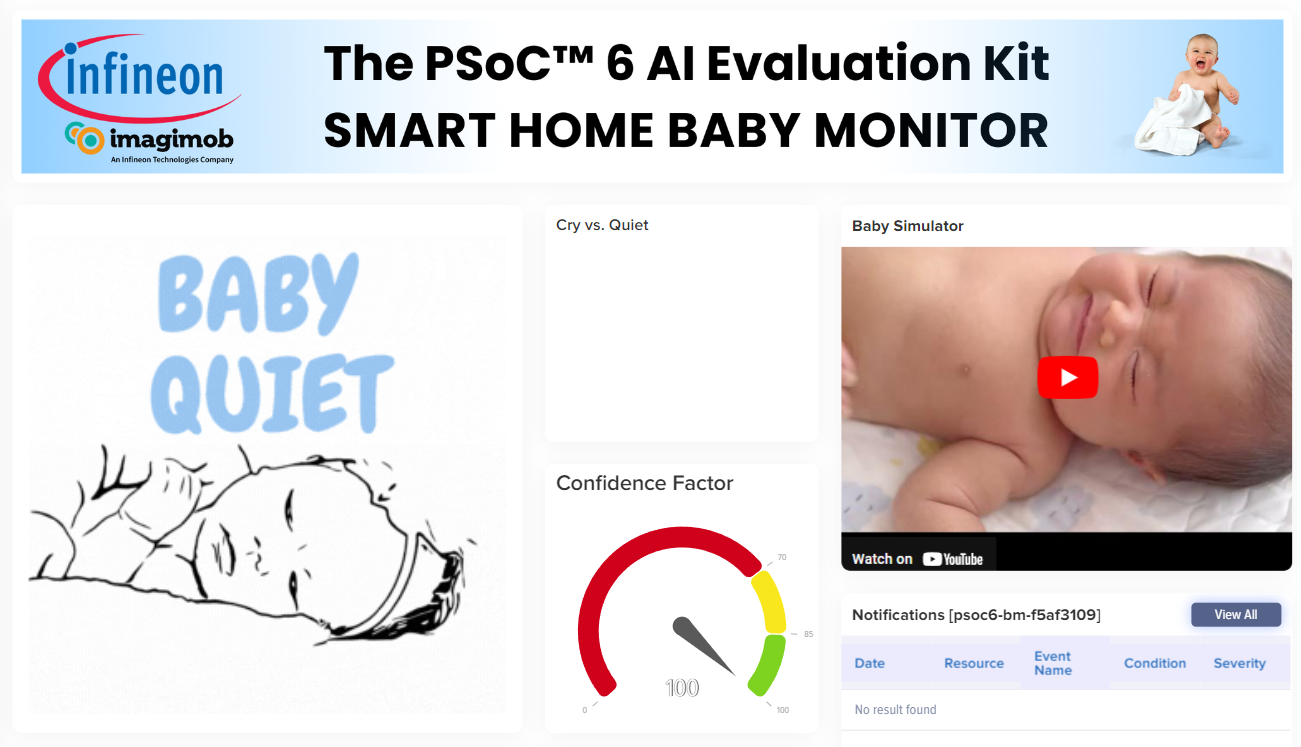 infineon
imagimob
An Infineon Technologies Company
The PSoC™ 6 AI Evaluation Kit
SMART HOME BABY MONITOR
BABY
QUIET
Cry vs. Quiet
Confidence Factor
70
85
100
0
100
Baby Simulator
Watch on YouTube
Notifications [psoc6-bm-f5af3109]
View All
Date Resource Event Name Condition Severity
No result found